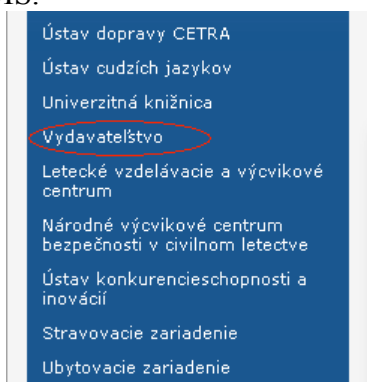 IS.
Ústav dopravy CETRA
Ústav cudzích jazykov
Univerzitná knižnica
Vydavateľstvo
Letecké vzdelávacie a výcvikové
centrum
Národné výcvikové centrum
bezpečnosti v civilnom letectve
Ústav konkurencieschopnosti a
inovácií
Stravovacie zariadenie
Ubytovacie zariadenie